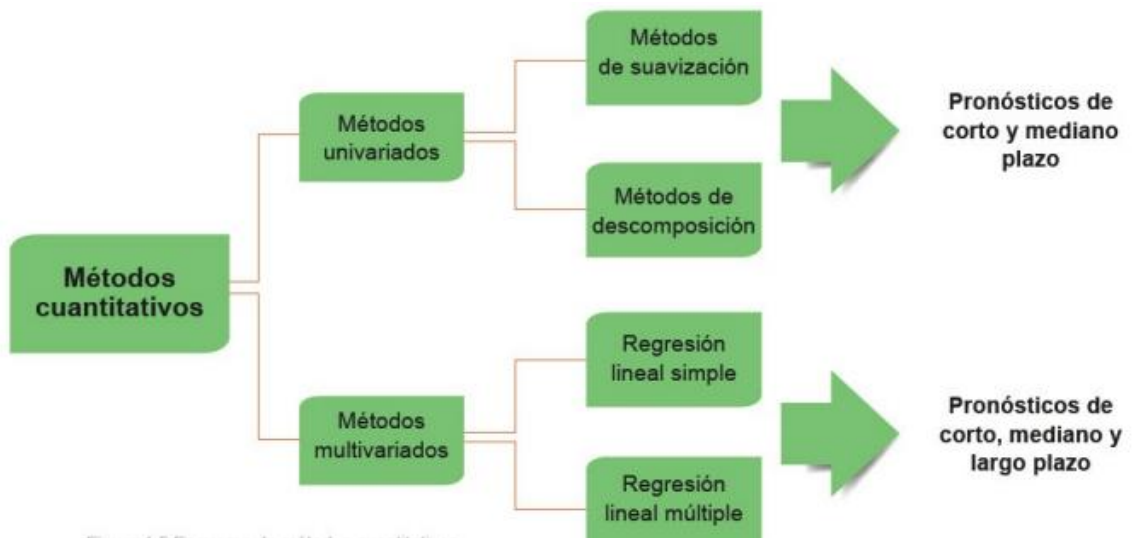 Métodos
cuantitativos
Métodos
univariados
Métodos
de suavización
Métodos de
descomposición
Pronósticos de
corto y mediano
plazo
Métodos
multivariados
Regresión
lineal simple
Regresión
lineal múltiple
Pronósticos de
corto, mediano y
largo plazo